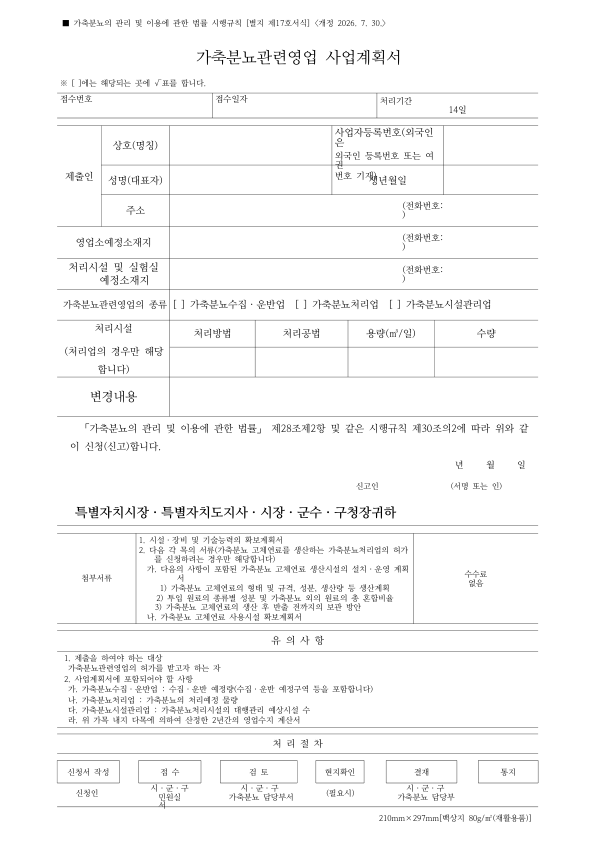 ■ 가축분뇨의 관리 및 이용에 관한 법률 시행규칙 [별지 제17호서식] <개정 2026. 7. 30.>
가축분뇨관련영업 사업계획서
※ [ ]에는 해당되는 곳에 √표를 합니다.
접수번호 접수일자 처리기간
14일
제출인
상호(명칭)
사업자등록번호(외국인
은
외국인 등록번호 또는 여
권
번호 기재)
성명(대표자)
생년월일
주소
(전화번호:
)
영업소예정소재지
(전화번호:
)
처리시설 및 실험실
예정소재지
(전화번호:
)
가축분뇨관련영업의 종류 [ ] 가축분뇨수집ㆍ운반업 [ ] 가축분뇨처리업 [ ] 가축분뇨시설관리업
처리시설
(처리업의 경우만 해당
합니다)
처리방법 처리공법 용량(㎥/일) 수량
변경내용
「가축분뇨의 관리 및 이용에 관한 법률」 제28조제2항 및 같은 시행규칙 제30조의2에 따라 위와 같
이 신청(신고)합니다.
년 월 일
신고인 (서명 또는 인)
특별자치시장ㆍ특별자치도지사ㆍ시장ㆍ군수ㆍ구청장귀하
첨부서류
1. 시설ㆍ장비 및 기술능력의 확보계획서
2. 다음 각 목의 서류(가축분뇨 고체연료를 생산하는 가축분뇨처리업의 허가
를 신청하려는 경우만 해당합니다)
가. 다음의 사항이 포함된 가축분뇨 고체연료 생산시설의 설치ㆍ운영 계획
서
1) 가축분뇨 고체연료의 형태 및 규격, 성분, 생산량 등 생산계획
2) 투입 원료의 종류별 성분 및 가축분뇨 외의 원료의 총 혼합비율
3) 가축분뇨 고체연료의 생산 후 반출 전까지의 보관 방안
나. 가축분뇨 고체연료 사용시설 확보계획서
수수료
없음
유의사항
1. 제출을 하여야 하는 대상
가축분뇨관련영업의 허가를 받고자 하는 자
2. 사업계획서에 포함되어야 할 사항
가. 가축분뇨수집ㆍ운반업 : 수집ㆍ운반 예정량(수집ㆍ운반 예정구역 등을 포함합니다)
나. 가축분뇨처리업 : 가축분뇨의 처리예정 물량
다. 가축분뇨시설관리업 : 가축분뇨처리시설의 대행관리 예상시설 수
라. 위 가목 내지 다목에 의하여 산정한 2년간의 영업수지 계산서
처리절차
신청서 작성 접 수 검 토 현지확인 결재 통지
신청인
시ㆍ군ㆍ구
민원실
서
시ㆍ군ㆍ구
가축분뇨 담당부서
(필요시)
시ㆍ군ㆍ구
가축분뇨 담당부
210mm×297mm[백상지 80g/㎡(재활용품)]